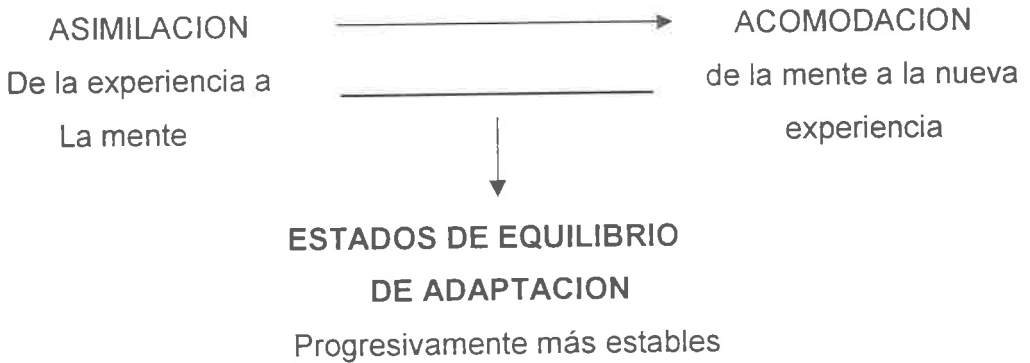 ASIMILACION
De la experiencia a
La mente
ACOMODACION
de la mente a la nueva
experiencia
ESTADOS DE EQUILIBRIO
DE ADAPTACION
Progresivamente más estables